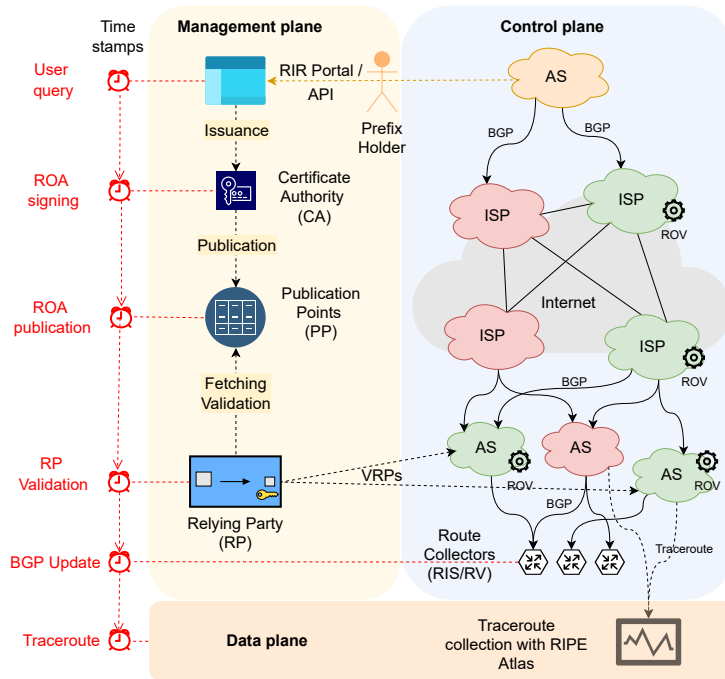 Time
stamps
Management plane
Control plane
User
query
RIR Portal /
API
AS
Prefix
Holder
BGP
BGP
Issuance
ROA
signing
Certificate
Authority
(CA)
ISP
ISP
ROV
Publication
ROA
publication
Publication
Points
(PP)
Internet
ISP
ISP
ROV
Fetching
Validation
BGP
RP
Validation
AS
ROV
AS
AS
ROV
VRPs
Relying Party
(RP)
BGP
BGP Update
Route
Collectors
(RIS/RV)
Traceroute
Traceroute
Data plane
Traceroute
collection with RIPE
Atlas